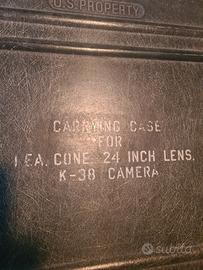 U.S. PROPERTY
CARRYING CASE
FOR
1 EA. CONE, 24 INCH LENS,
K-38 CAMERA
subito